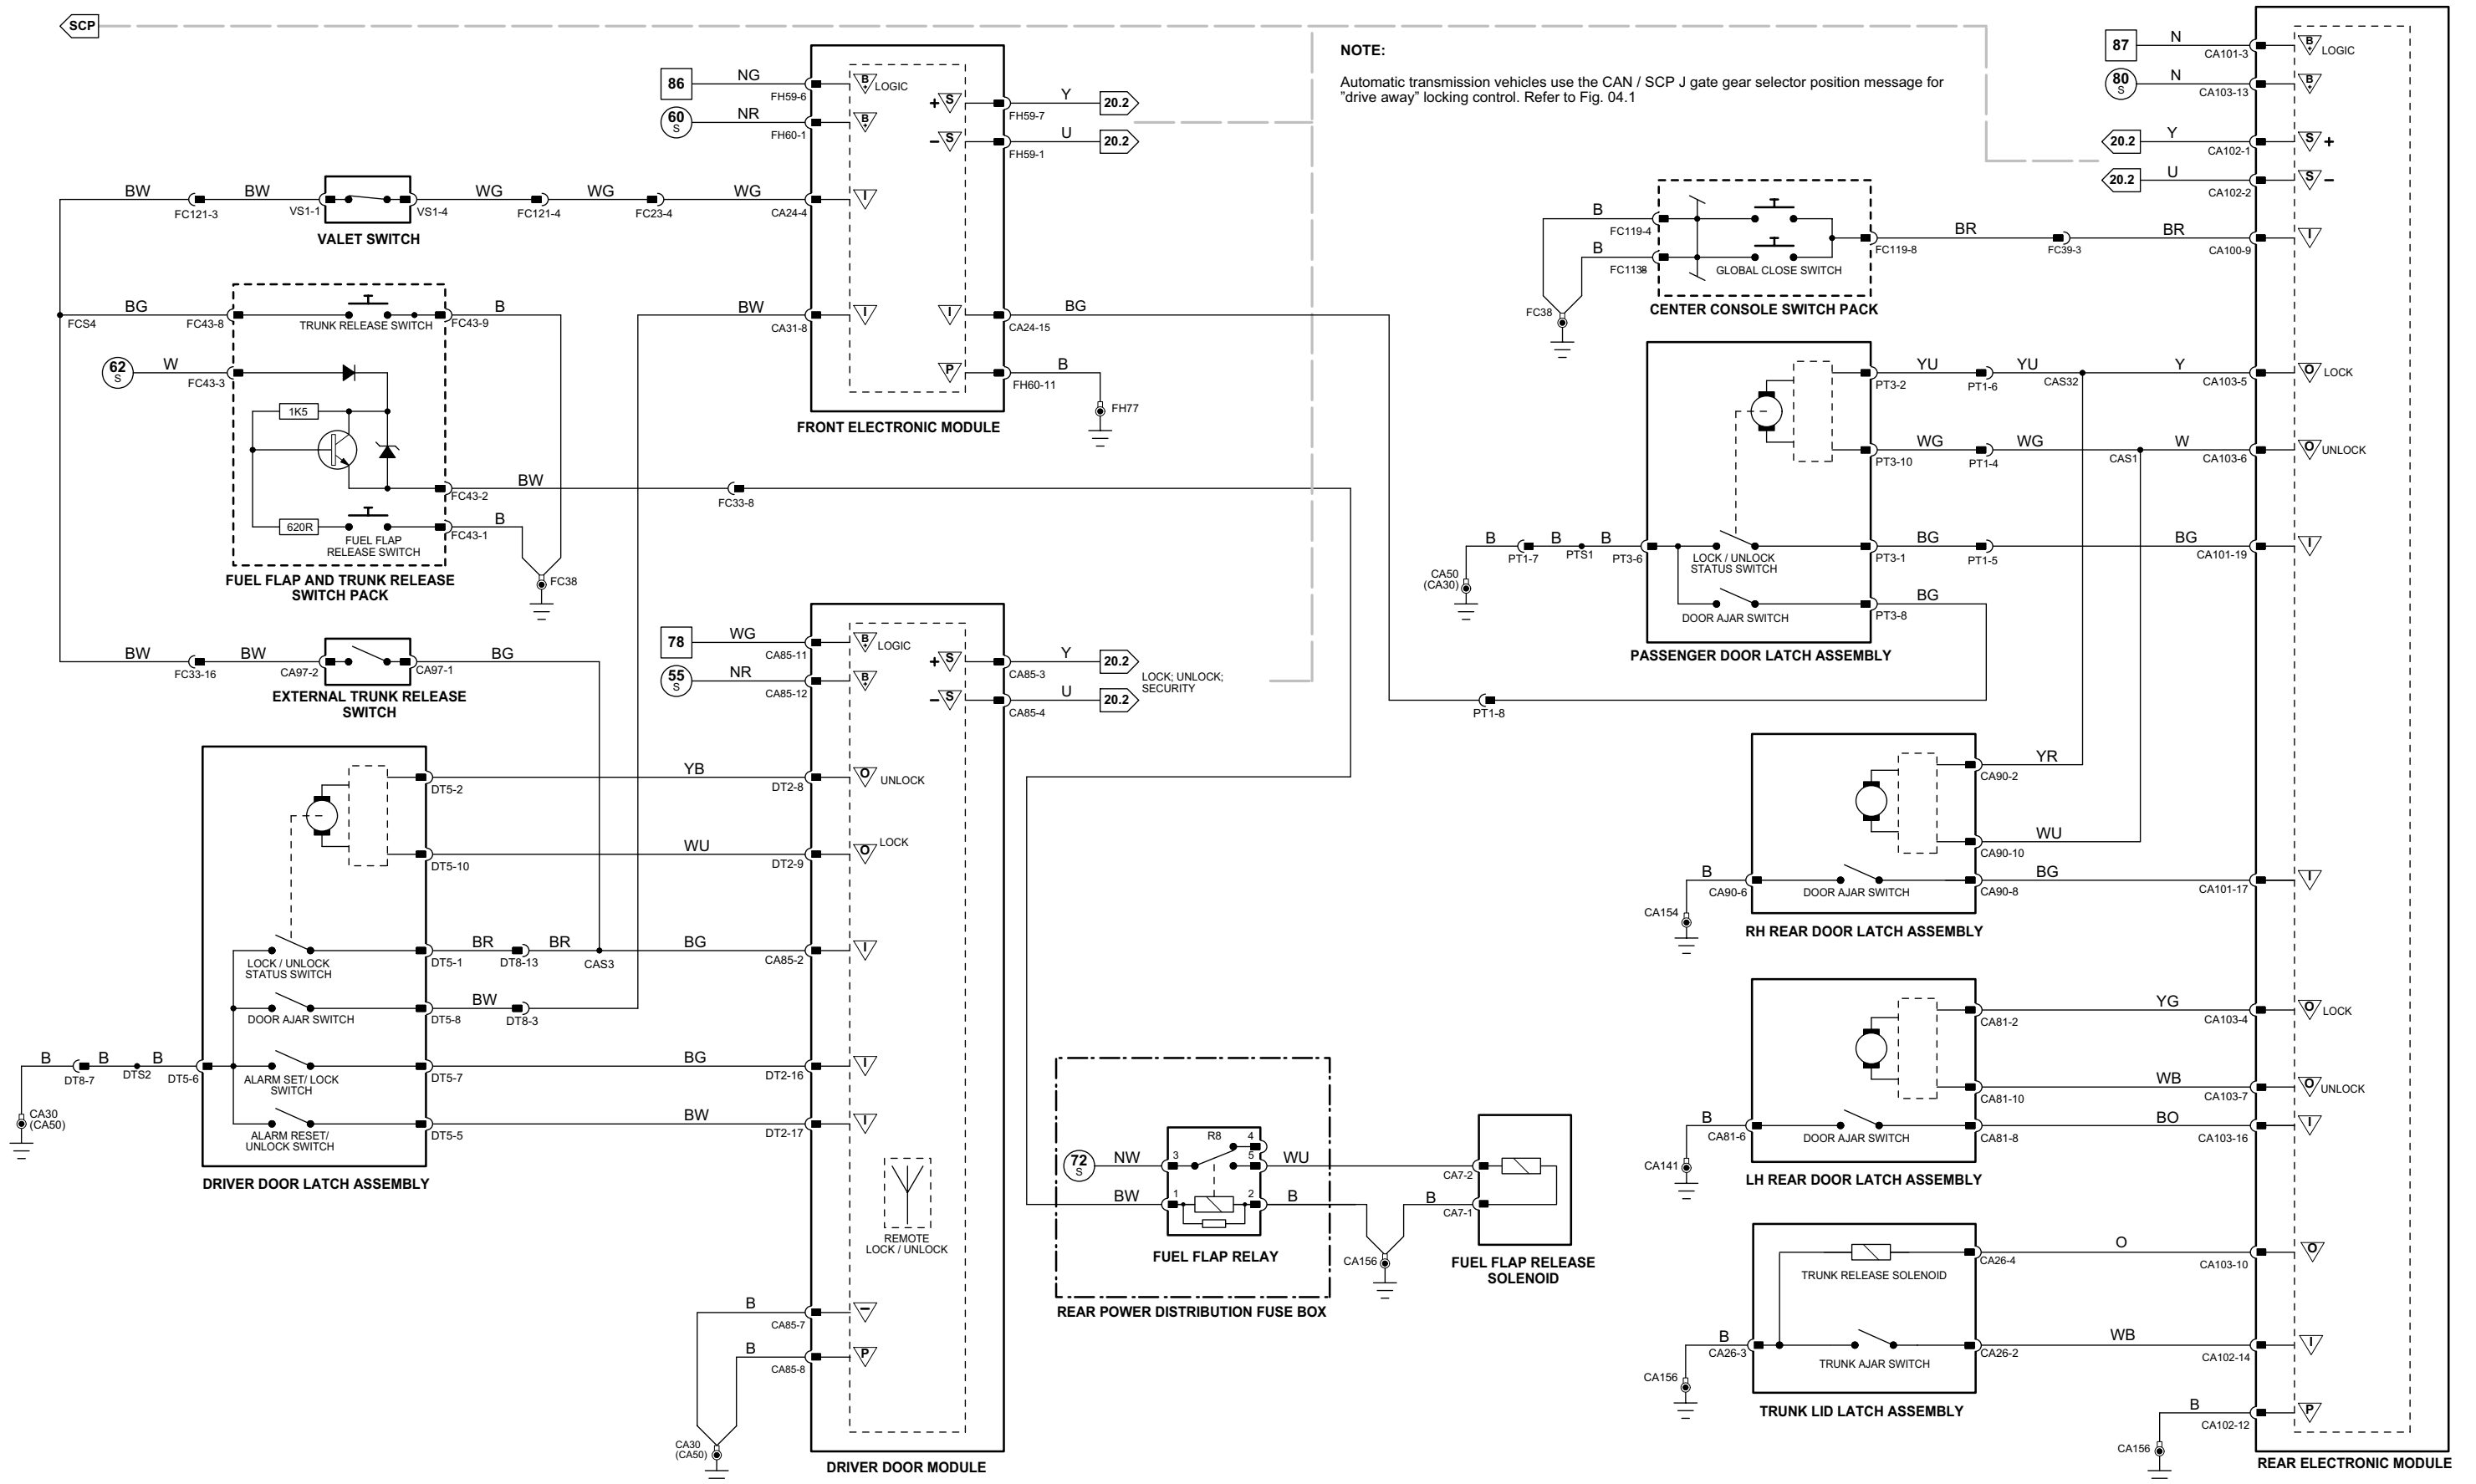 SCP
NOTE:
Automatic transmission vehicles use the CAN / SCP J gate gear selector position message for
"drive away" locking control. Refer to Fig. 04.1
86
NG
FH59-6
B+
LOGIC
60
S
NR
FH60-1
B+
+
S
FH59-7
Y
20.2
−
S
FH59-1
U
20.2
BW
FC121-3
BW
VS1-1
VS1-4
WG
FC121-4
WG
FC23-4
WG
CA24-4
I
VALET SWITCH
BW
CA31-8
I
I
CA24-15
BG
P
FH60-11
B
FH77
FRONT ELECTRONIC MODULE
FCS4
BG
FC43-8
TRUNK RELEASE SWITCH
FC43-9
B
62
S
W
FC43-3
1K5
FC43-2
BW
FC33-8
620R
FUEL FLAP
RELEASE SWITCH
FC43-1
B
FC38
FUEL FLAP AND TRUNK RELEASE
SWITCH PACK
BW
FC33-16
BW
CA97-2
CA97-1
BG
EXTERNAL TRUNK RELEASE
SWITCH
78
WG
CA85-11
B+
LOGIC
55
S
NR
CA85-12
B+
+
S
CA85-3
Y
20.2
LOCK; UNLOCK;
SECURITY
−
S
CA85-4
U
20.2
DT5-2
YB
DT2-8
O
UNLOCK
DT5-10
WU
DT2-9
O
LOCK
LOCK / UNLOCK
STATUS SWITCH
DT5-1
BR
DT8-13
BR
CAS3
BG
CA85-2
I
DOOR AJAR SWITCH
DT5-8
BW
DT8-3
B
DT8-7
B
DTS2
B
DT5-6
CA30
(CA50)
ALARM SET/ LOCK
SWITCH
DT5-7
BG
DT2-16
I
ALARM RESET/
UNLOCK SWITCH
DT5-5
BW
DT2-17
I
DRIVER DOOR LATCH ASSEMBLY
REMOTE
LOCK / UNLOCK
B
CA85-7
−
B
CA85-8
P
CA30
(CA50)
DRIVER DOOR MODULE
72
S
NW
3
R8
4
5
WU
CA7-2
BW
1
2
B
B
CA7-1
CA156
FUEL FLAP RELAY
REAR POWER DISTRIBUTION FUSE BOX
FUEL FLAP RELEASE
SOLENOID
87
N
CA101-3
B+
LOGIC
80
S
N
CA103-13
B+
20.2
Y
CA102-1
S
+
20.2
U
CA102-2
S
−
B
FC119-4
B
FC38
GLOBAL CLOSE SWITCH
FC119-8
BR
FC39-3
BR
CA100-9
I
CENTER CONSOLE SWITCH PACK
PT3-2
YU
PT1-6
YU
CAS32
Y
CA103-5
O
LOCK
PT3-10
WG
PT1-4
WG
CAS1
W
CA103-6
O
UNLOCK
B
PT1-7
B
PTS1
B
PT3-6
CA50
(CA30)
LOCK / UNLOCK
STATUS SWITCH
PT3-1
BG
PT1-5
BG
CA101-19
I
DOOR AJAR SWITCH
PT3-8
BG
PASSENGER DOOR LATCH ASSEMBLY
PT1-8
CA90-2
YR
CA90-10
WU
B
CA90-6
CA154
DOOR AJAR SWITCH
CA90-8
BG
CA101-17
I
RH REAR DOOR LATCH ASSEMBLY
CA81-2
YG
CA103-4
O
LOCK
CA81-10
WB
CA103-7
O
UNLOCK
B
CA81-6
CA141
DOOR AJAR SWITCH
CA81-8
BO
CA103-16
I
LH REAR DOOR LATCH ASSEMBLY
TRUNK RELEASE SOLENOID
CA26-4
O
CA103-10
O
B
CA26-3
CA156
TRUNK AJAR SWITCH
CA26-2
WB
CA102-14
I
TRUNK LID LATCH ASSEMBLY
B
CA102-12
P
CA156
REAR ELECTRONIC MODULE